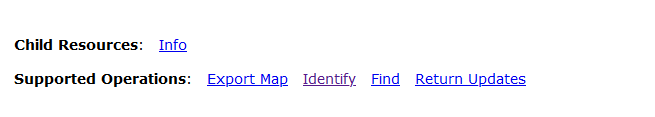 Child Resources: Info
Supported Operations: Export Map Identify Find Return Updates